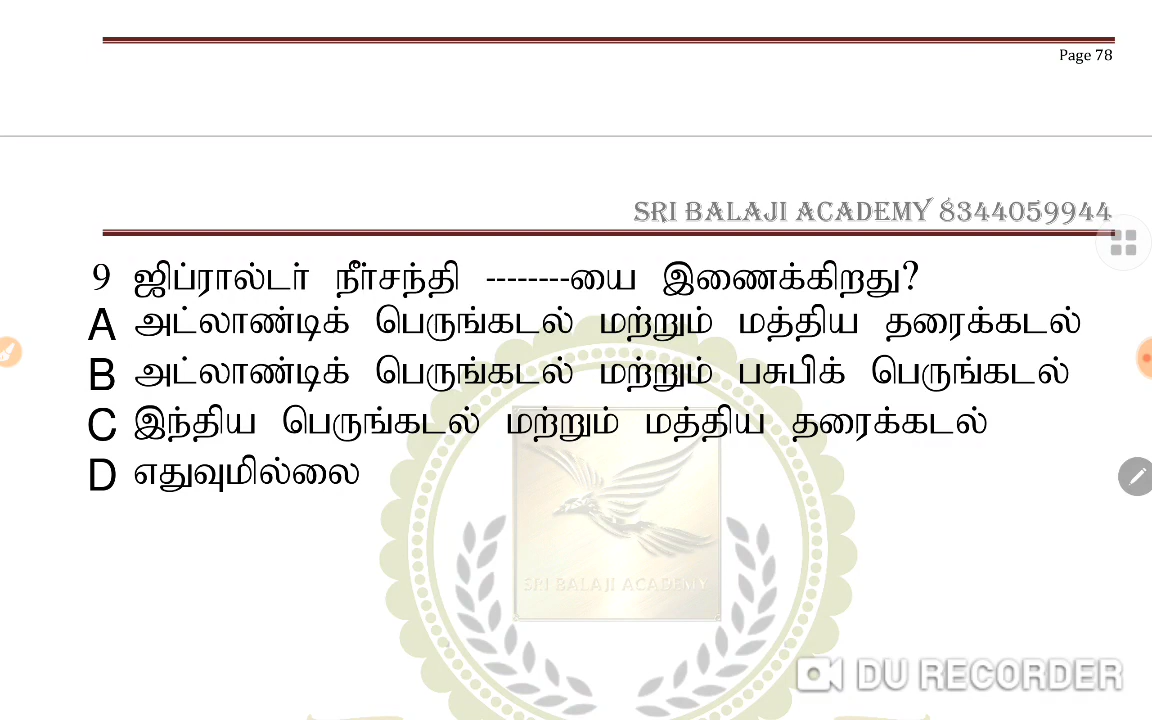 Page 78
SRI BALAJI ACADEMY 8344059944
9 ஜிப்ரால்டர் நீர்சந்தி --------யை இணைக்கிறது?
A அட்லாண்டிக் பெருங்கடல் மற்றும் மத்திய தரைக்கடல்
B அட்லாண்டிக் பெருங்கடல் மற்றும் பசுபிக் பெருங்கடல்
C இந்திய பெருங்கடல் மற்றும் மத்திய தரைக்கடல்
D எதுவுமில்லை
SRI BALAJI ACADEMY
DU RECORDER